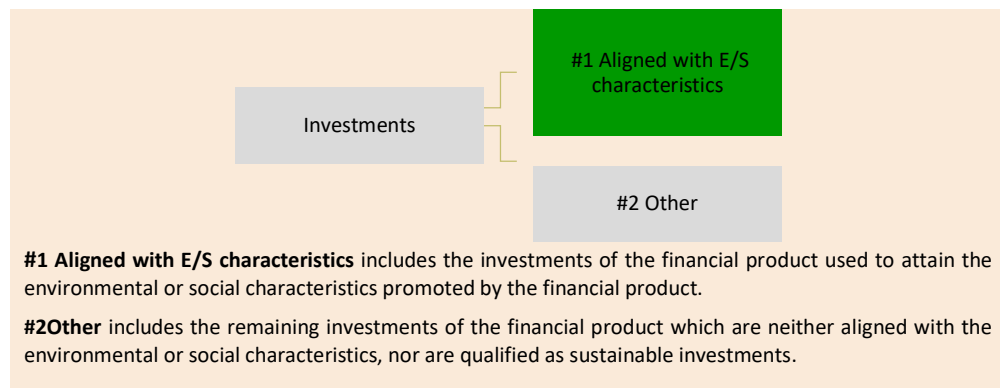 #1 Aligned with E/S
characteristics
Investments
#2 Other
#1 Aligned with E/S characteristics includes the investments of the financial product used to attain the
environmental or social characteristics promoted by the financial product.
#2Other includes the remaining investments of the financial product which are neither aligned with the
environmental or social characteristics, nor are qualified as sustainable investments.